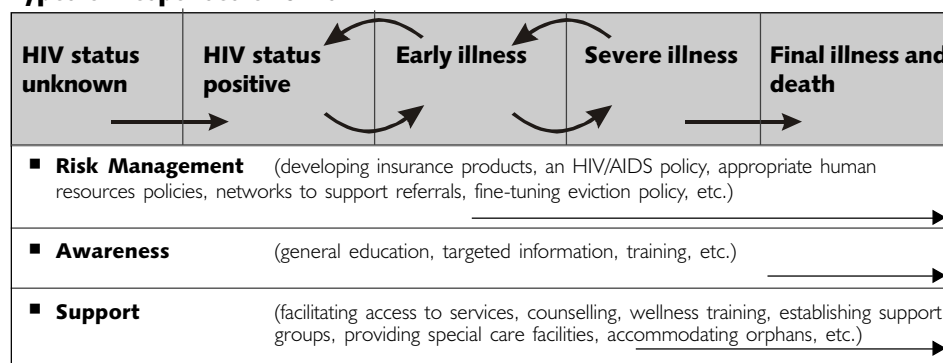 HIV status HIV status Early illness Severe illness Final illness and
unknown positive death
■ Risk Management (developing insurance products, an HIV/AIDS policy, appropriate human
resources policies, networks to support referrals, fine-tuning eviction policy, etc.)
■ Awareness (general education, targeted information, training, etc.)
■ Support (facilitating access to services, counselling, wellness training, establishing support
groups, providing special care facilities, accommodating orphans, etc.)